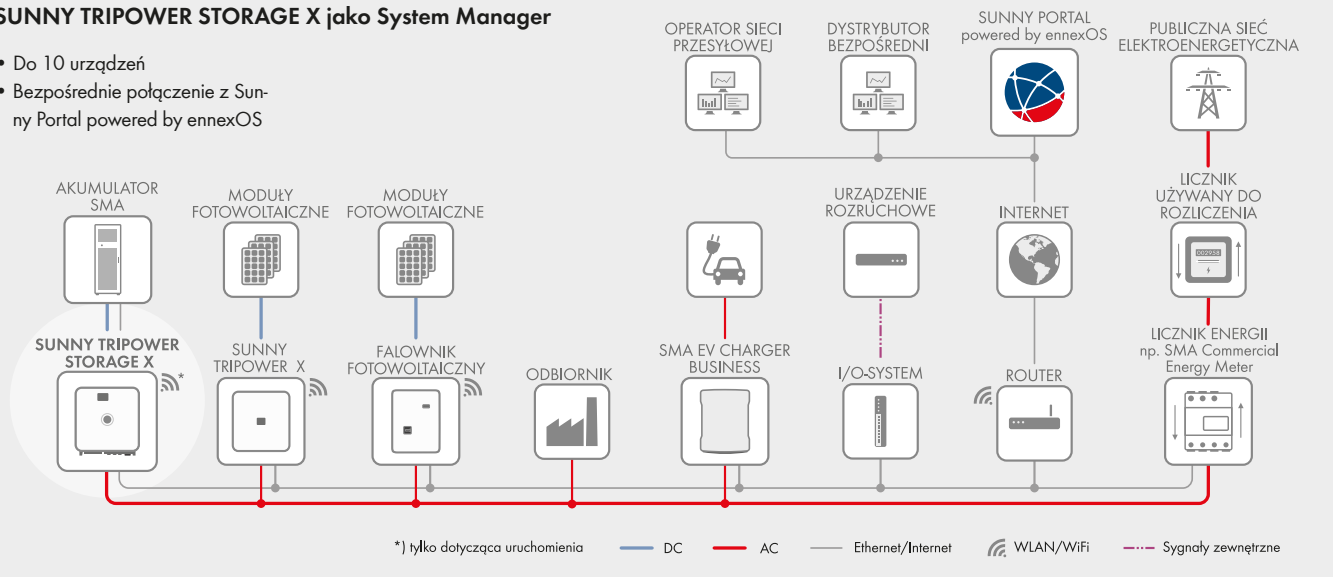 SUNNY TRIPOWER STORAGE X jako System Manager
• Do 10 urządzeń
• Bezpośrednie połączenie z Sun-
ny Portal powered by ennexOS
OPERATOR SIECI
PRZESYŁOWEJ
DYSTRYBUTOR
BEZPOŚREDNI
SUNNY PORTAL
powered by ennexOS
PUBLICZNA SIEĆ
ELEKTROENERGETYCZNA
AKUMULATOR
SMA
MODUŁY
FOTOWOLTAICZNE
MODUŁY
FOTOWOLTAICZNE
URZĄDZENIE
ROZRUCHOWE
INTERNET
LICZNIK
UŻYWANY DO
ROZLICZENIA
SUNNY TRIPOWER
STORAGE X
*
SUNNY
TRIPOWER X
FALOWNIK
FOTOWOLTAICZNY
ODBIORNIK
SMA EV CHARGER
BUSINESS
I/O-SYSTEM
ROUTER
LICZNIK ENERGII
np. SMA Commercial
Energy Meter
*) tylko dotycząca uruchomienia
DC
AC
Ethernet/Internet
WLAN/WiFi
Sygnały zewnętrzne